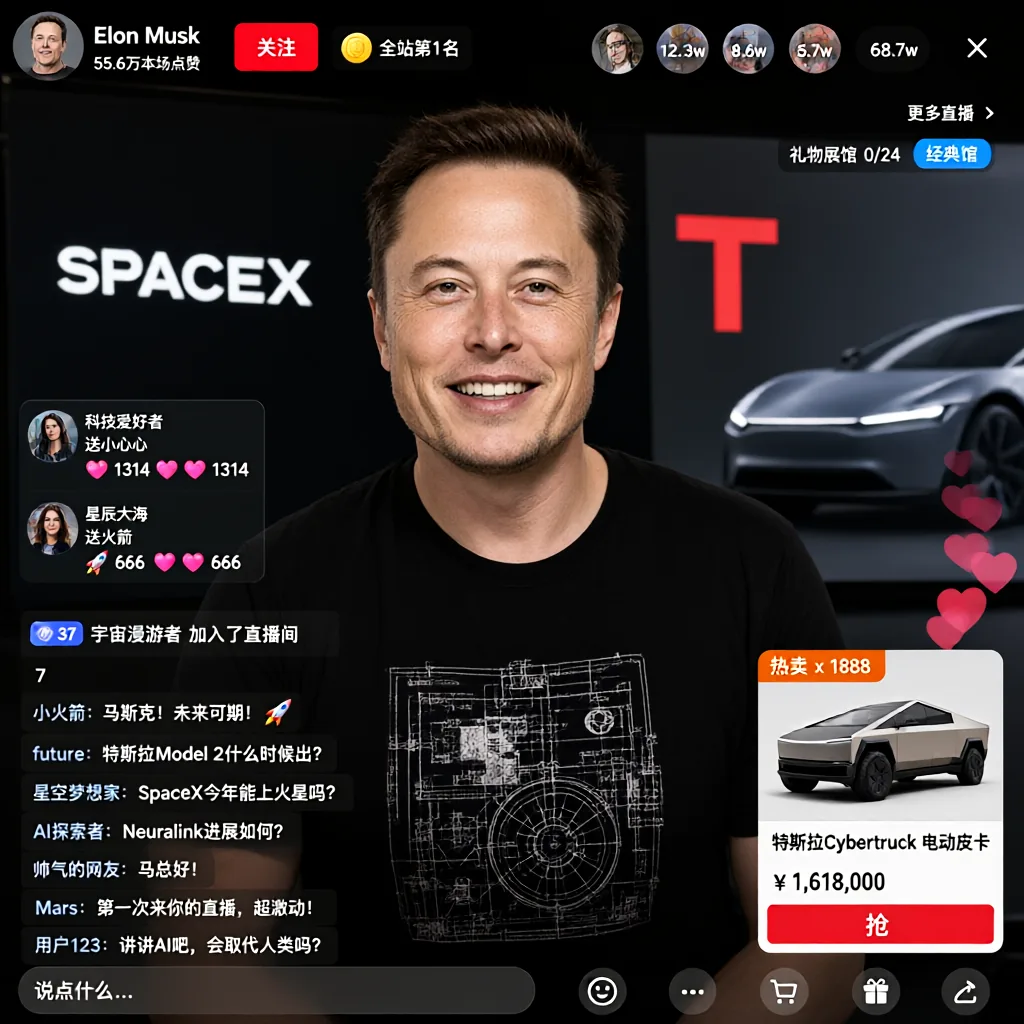 Elon Musk
55.6万本场点赞
关注
全站第1名
12.3w
8.6w
5.7w
68.7w
更多直播
礼物展馆 0/24
经典馆
SPACEX
T
科技爱好者
送小心心
1314 1314
星辰大海
送火箭
666 666
37 宇宙漫游者 加入了直播间
7
小火箭：马斯克！未来可期！
future：特斯拉Model 2什么时候出？
星空梦想家：SpaceX今年能上火星吗？
AI探索者：Neuralink进展如何？
帅气的网友：马总好！
Mars：第一次来你的直播，超激动！
用户123：讲讲AI吧，会取代人类吗？
说点什么...
热卖 x 1888
特斯拉Cybertruck 电动皮卡
¥ 1,618,000
抢